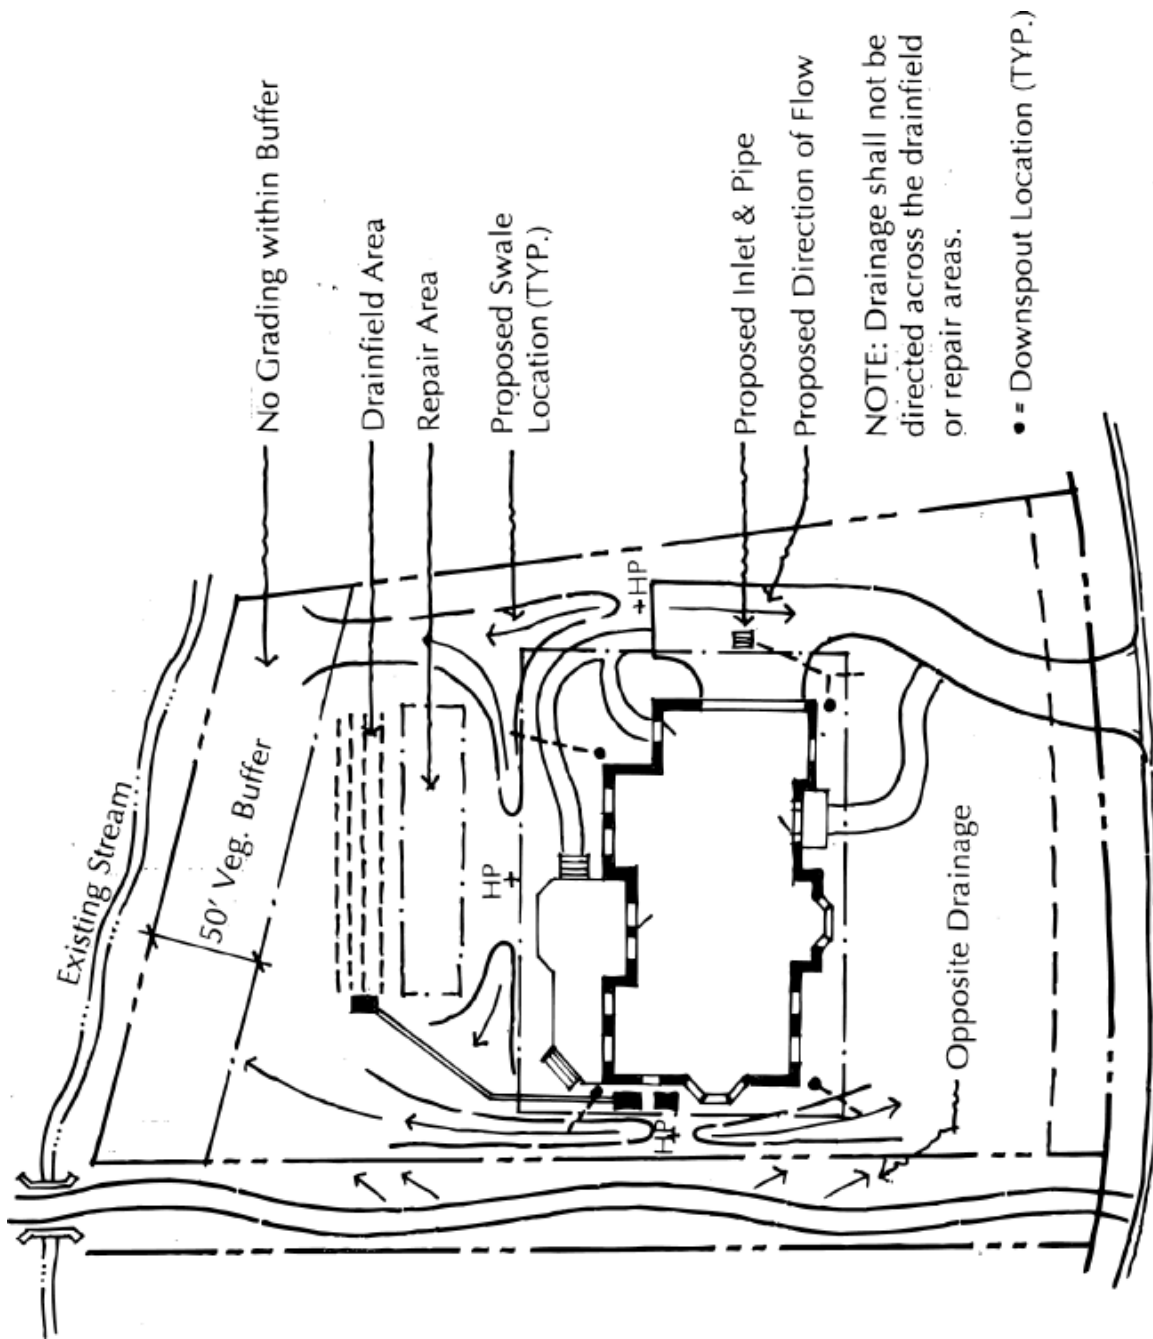 No Grading within Buffer
Drainfield Area
Repair Area
Proposed Swale
Location (TYP.)
Proposed Inlet & Pipe
Proposed Direction of Flow
NOTE: Drainage shall not be
directed across the drainfield
or repair areas.
• = Downspout Location (TYP.)
Existing Stream
50' Veg. Buffer
HP
HP
HP
Opposite Drainage